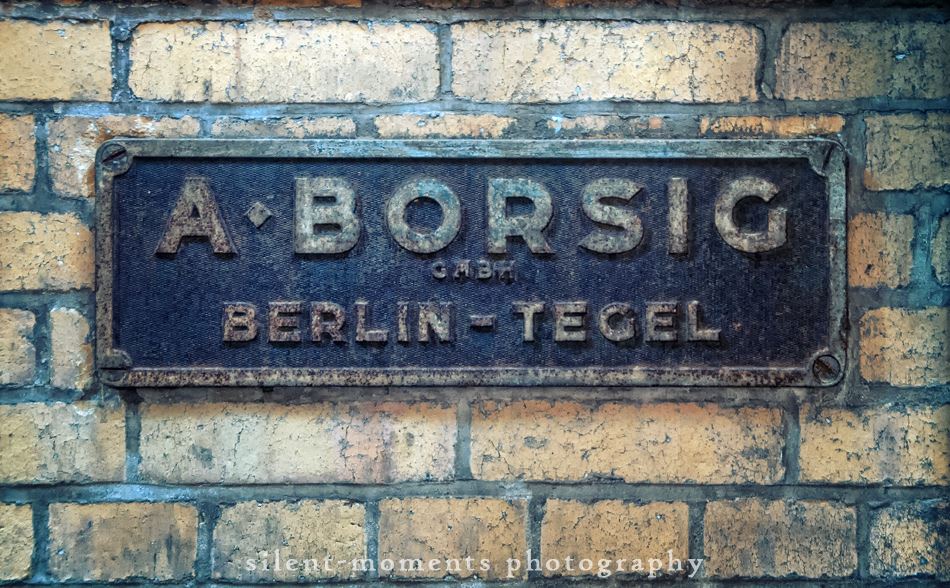 A·BORSIG
GMBH
BERLIN-TEGEL
silent-moments photography